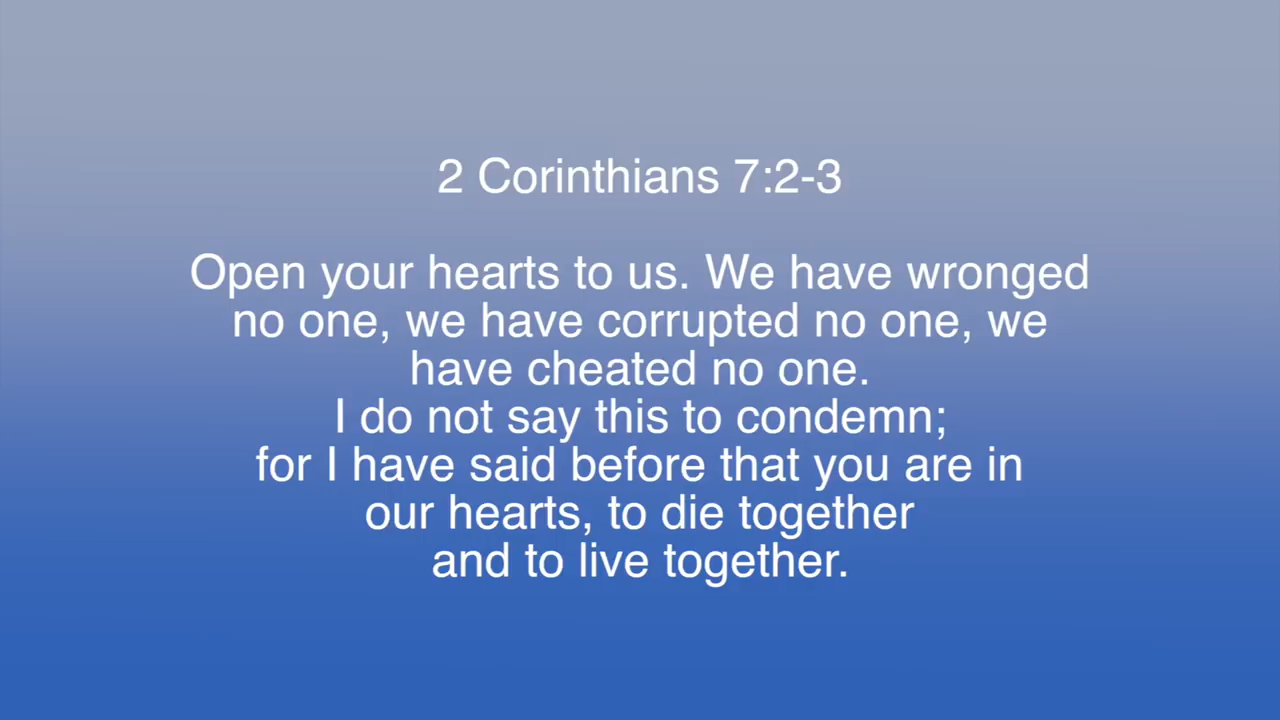 2 Corinthians 7:2-3
Open your hearts to us. We have wronged
no one, we have corrupted no one, we
have cheated no one.
I do not say this to condemn;
for I have said before that you are in
our hearts, to die together
and to live together.